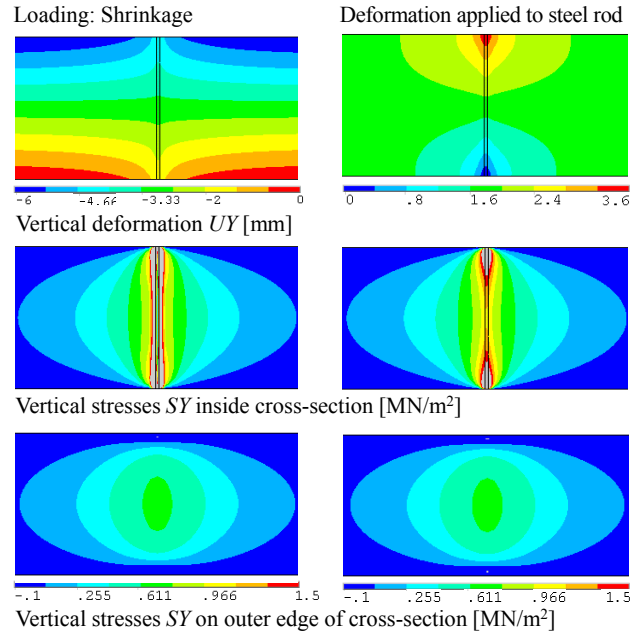 Loading: Shrinkage
Deformation applied to steel rod
-6 -4.66 -3.33 -2 0
0 .8 1.6 2.4 3.6
Vertical deformation UY [mm]
Vertical stresses SY inside cross-section [MN/m²]
-.1 .255 .611 .966 1.5
-.1 .255 .611 .966 1.5
Vertical stresses SY on outer edge of cross-section [MN/m²]